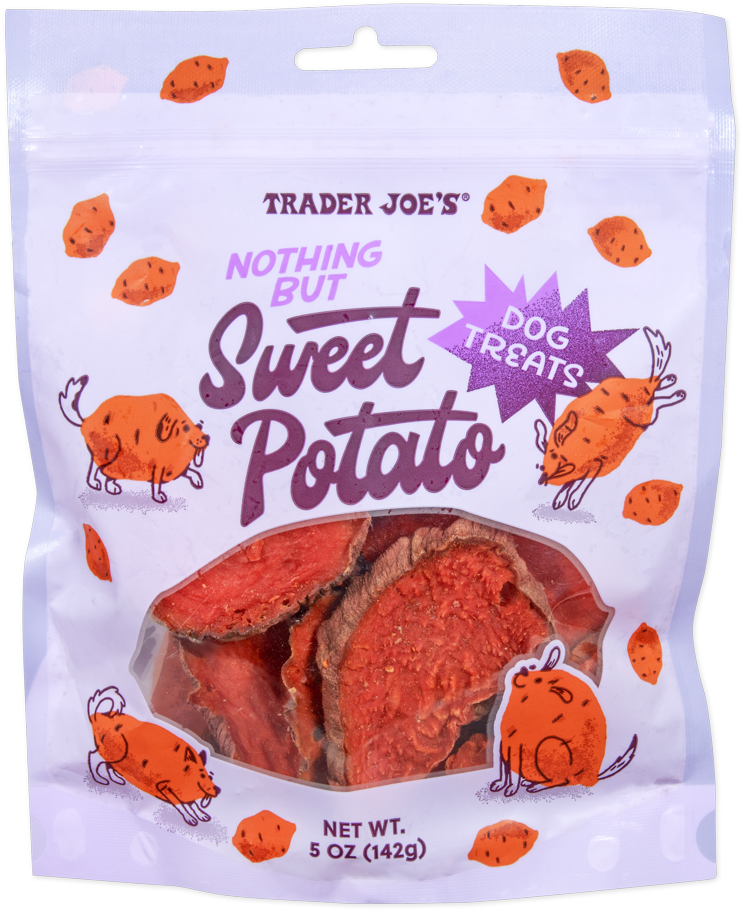 TRADER JOE'S®
NOTHING
BUT
Sweet
Potato
DOG
TREATS
NET WT.
5 OZ (142g)